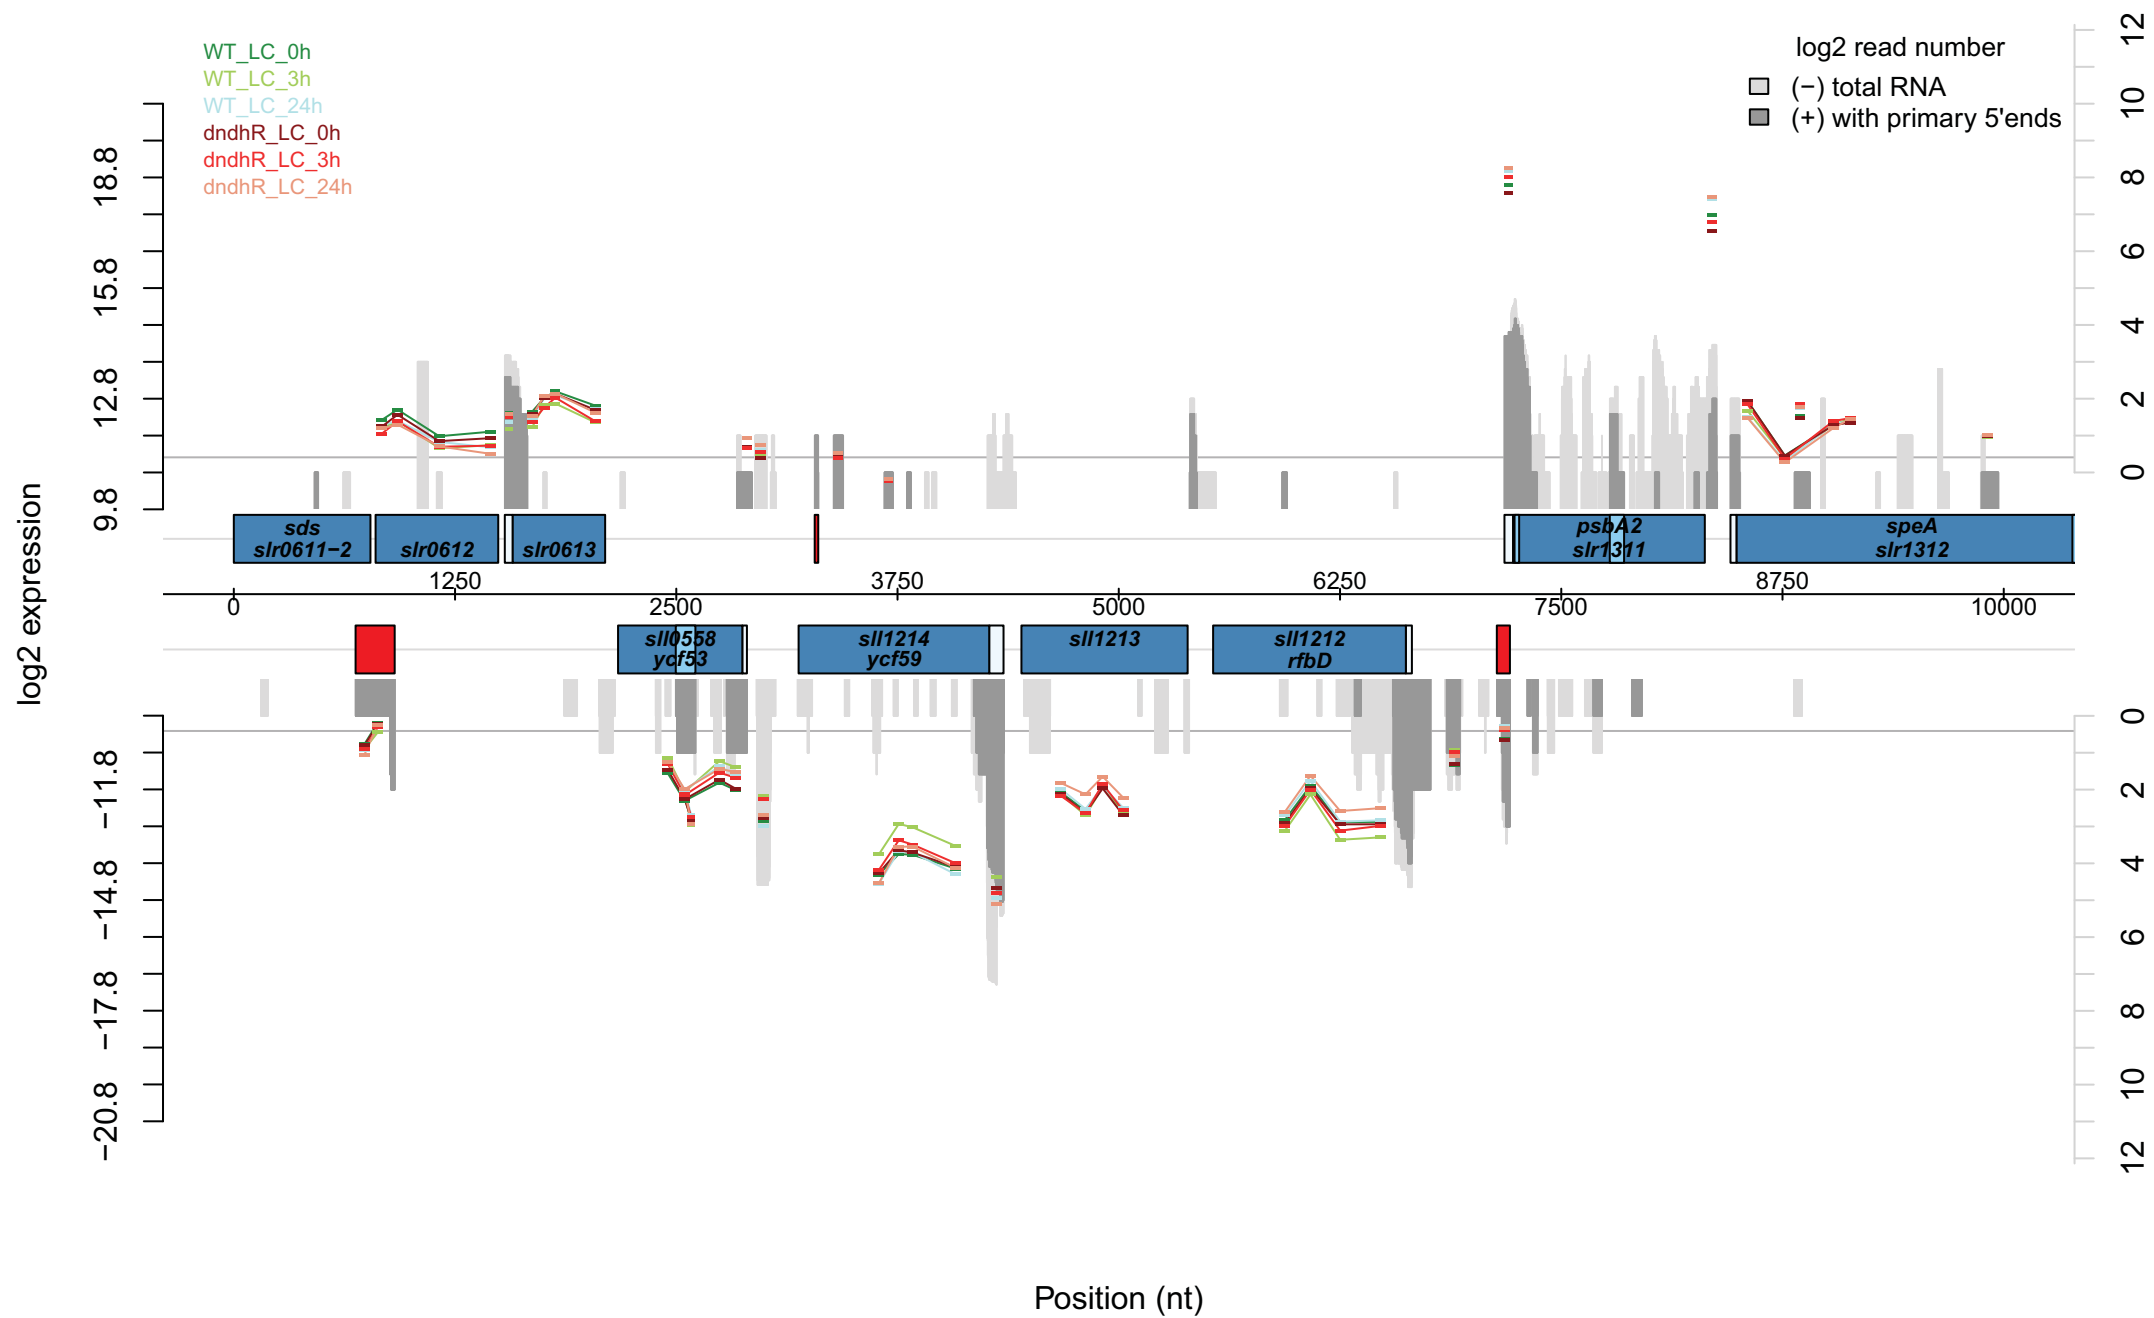 WT_LC_0h
WT_LC_3h
WT_LC_24h
dndhR_LC_0h
dndhR_LC_3h
dndhR_LC_24h
log2 read number
(−) total RNA
(+) with primary 5'ends
log2 expression
18.8
15.8
12.8
9.8
12
10
8
6
4
2
0
sds
slr0611−2
slr0612
slr0613
psbA2
slr1311
speA
slr1312
1250
3750
6250
8750
0
2500
5000
7500
10000
sll0558
ycf53
sll1214
ycf59
sll1213
sll1212
rfbD
−11.8
−14.8
−17.8
−20.8
0
2
4
6
8
10
12
Position (nt)